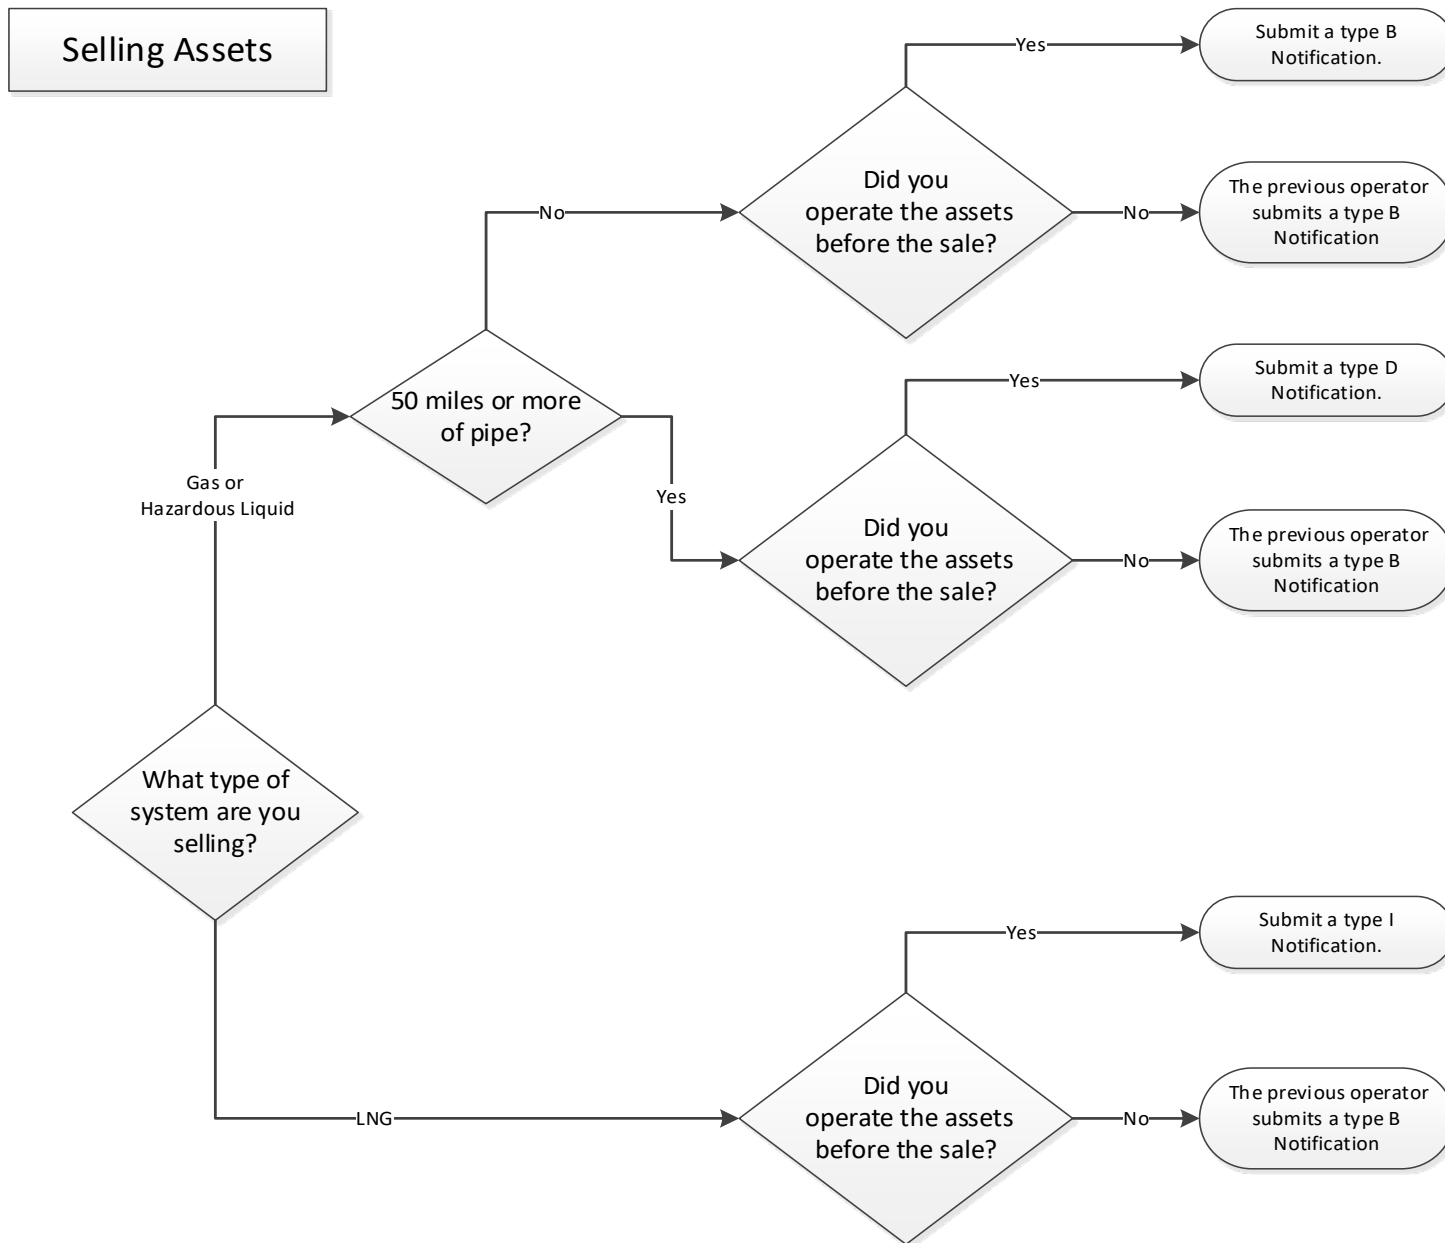 Selling Assets
Yes
Submit a type B
Notification.
Did you
operate the assets
before the sale?
No
No
The previous operator
submits a type B
Notification
50 miles or more
of pipe?
Yes
Submit a type D
Notification.
Gas or
Hazardous Liquid
Yes
Did you
operate the assets
before the sale?
No
The previous operator
submits a type B
Notification
What type of
system are you
selling?
Yes
Submit a type I
Notification.
LNG
Did you
operate the assets
before the sale?
No
The previous operator
submits a type B
Notification